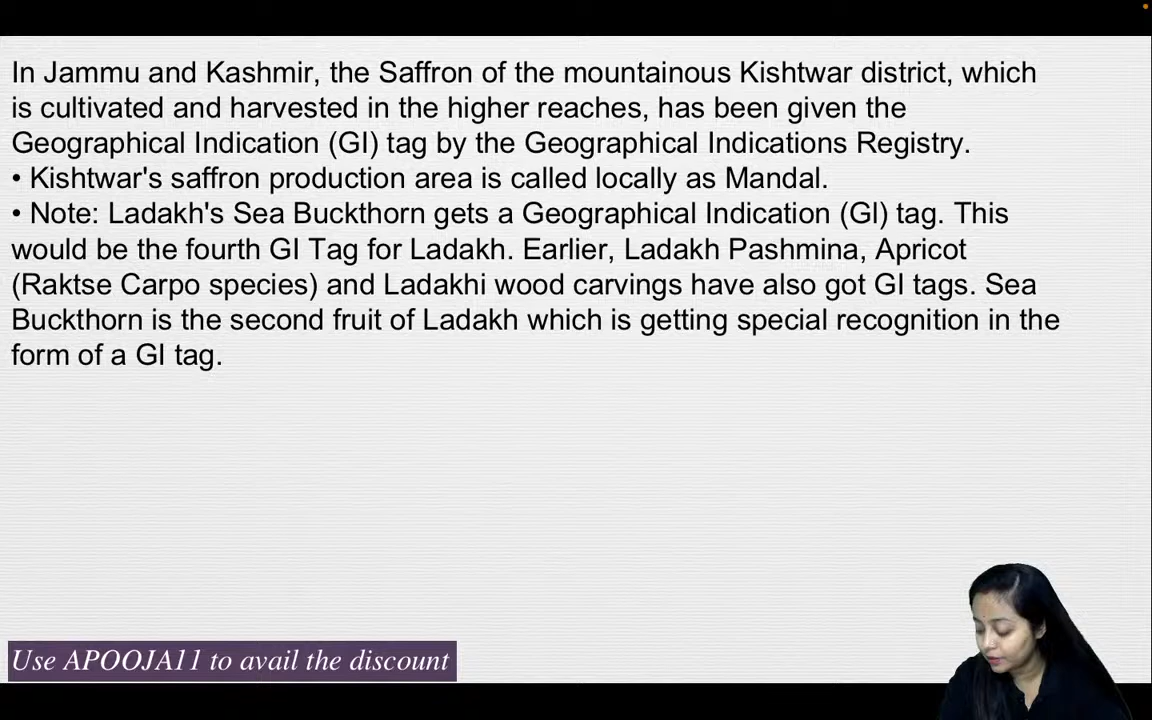 In Jammu and Kashmir, the Saffron of the mountainous Kishtwar district, which
is cultivated and harvested in the higher reaches, has been given the
Geographical Indication (GI) tag by the Geographical Indications Registry.
• Kishtwar's saffron production area is called locally as Mandal.
• Note: Ladakh's Sea Buckthorn gets a Geographical Indication (GI) tag. This
would be the fourth GI Tag for Ladakh. Earlier, Ladakh Pashmina, Apricot
(Raktse Carpo species) and Ladakhi wood carvings have also got GI tags. Sea
Buckthorn is the second fruit of Ladakh which is getting special recognition in the
form of a GI tag.
Use APOOJA11 to avail the discount